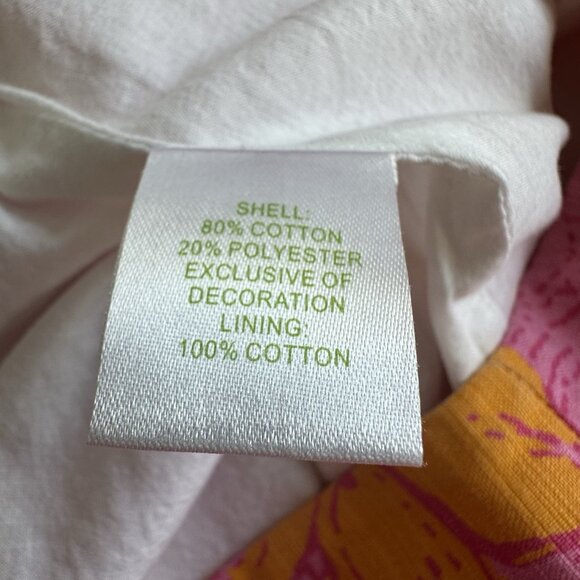 SHELL:
80% COTTON
20% POLYESTER
EXCLUSIVE OF
DECORATION
LINING:
100% COTTON